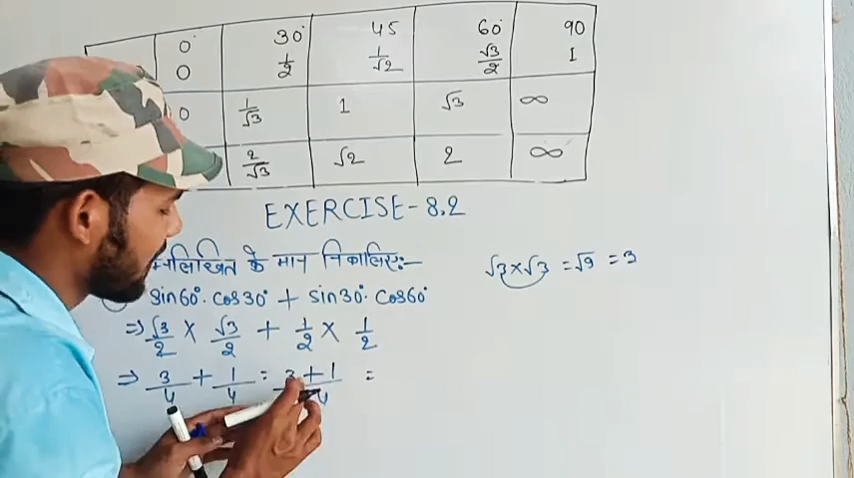 0° 30° 45 60° 90
0 1/2 1/√2 √3/2 1
0 1/√3 1 √3 ∞
2/√3 √2 2 ∞
EXERCISE-8.2
म्नलिखित के मान निकालिए:—
sin60°. cos30° + sin30°. cos60°
⇒ √3/2 × √3/2 + 1/2 × 1/2
⇒ 3/4 + 1/4 = 3+1/4 =
√3×√3 = √9 = 3